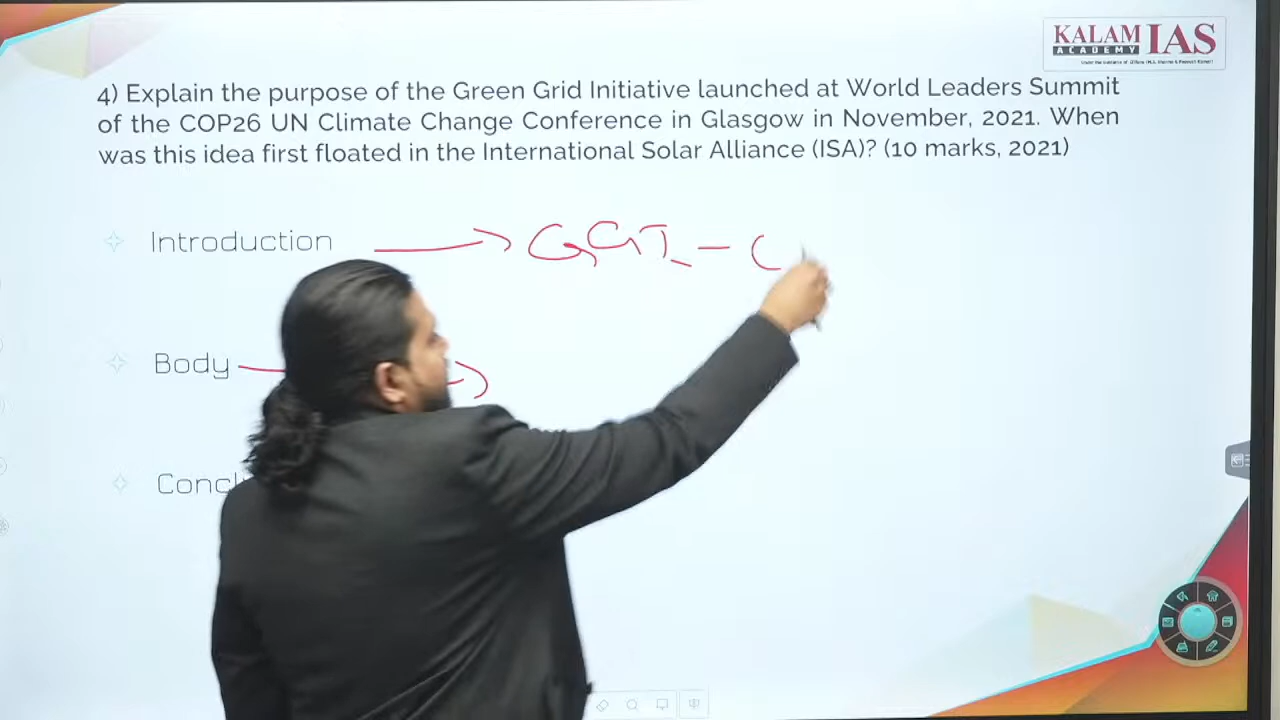 KALAM IAS
ACADEMY
4) Explain the purpose of the Green Grid Initiative launched at World Leaders Summit
of the COP26 UN Climate Change Conference in Glasgow in November, 2021. When
was this idea first floated in the International Solar Alliance (ISA)? (10 marks, 2021)
Introduction
GGI -
Body